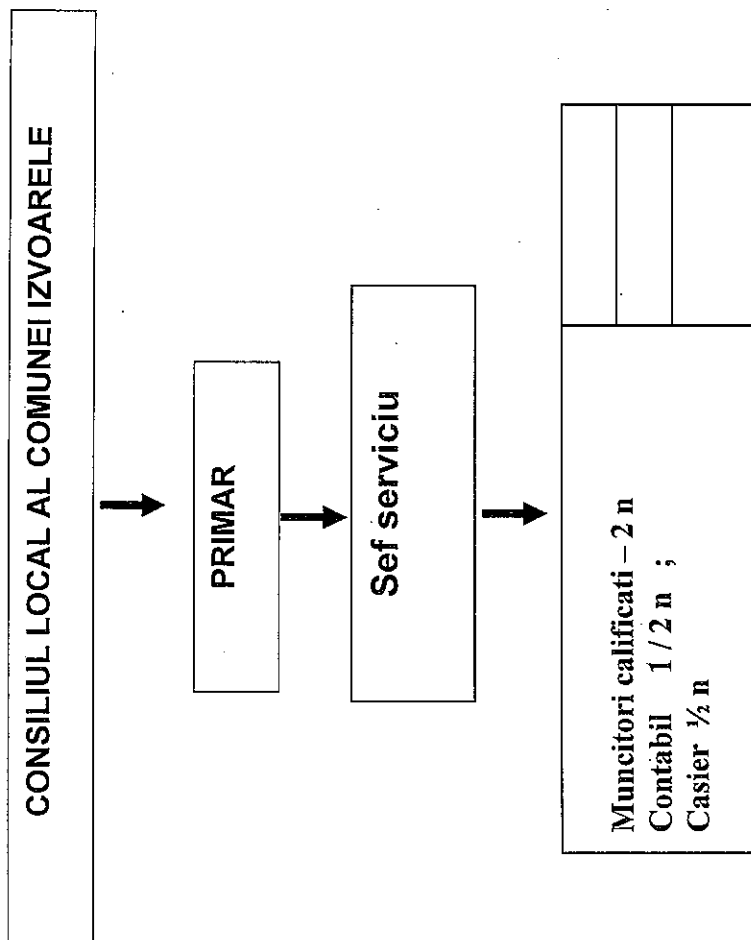 CONSILIUL LOCAL AL COMUNEI IZVOARELE
PRIMAR
Sef serviciu
Muncitori calificati – 2 n
Contabil 1 / 2 n ;
Casier ½ n